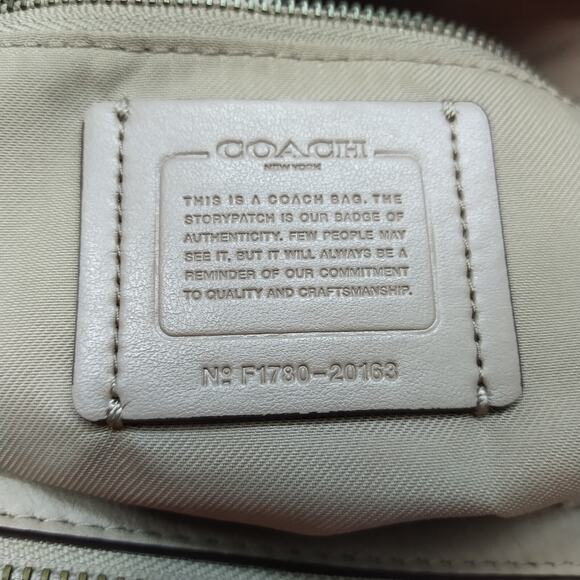 COACH
NEW YORK
THIS IS A COACH BAG. THE
STORYPATCH IS OUR BADGE OF
AUTHENTICITY. FEW PEOPLE MAY
SEE IT, BUT IT WILL ALWAYS BE A
REMINDER OF OUR COMMITMENT
TO QUALITY AND CRAFTSMANSHIP.
Nº F1780-20163